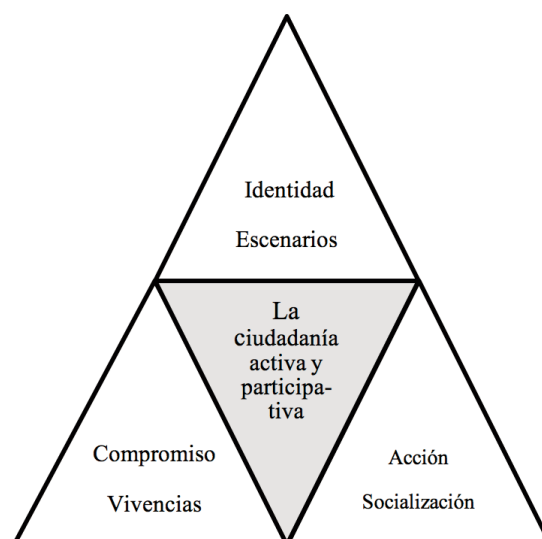 Identidad
Escenarios
La
ciudadanía
activa y
participa-
tiva
Compromiso
Vivencias
Acción
Socialización